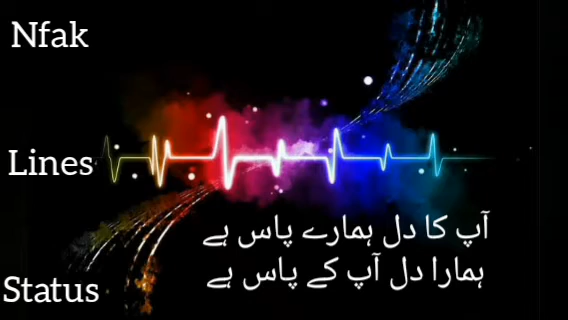 Nfak
Lines
آپ کا دل ہمارے پاس ہے
ہمارا دل آپ کے پاس ہے
Status